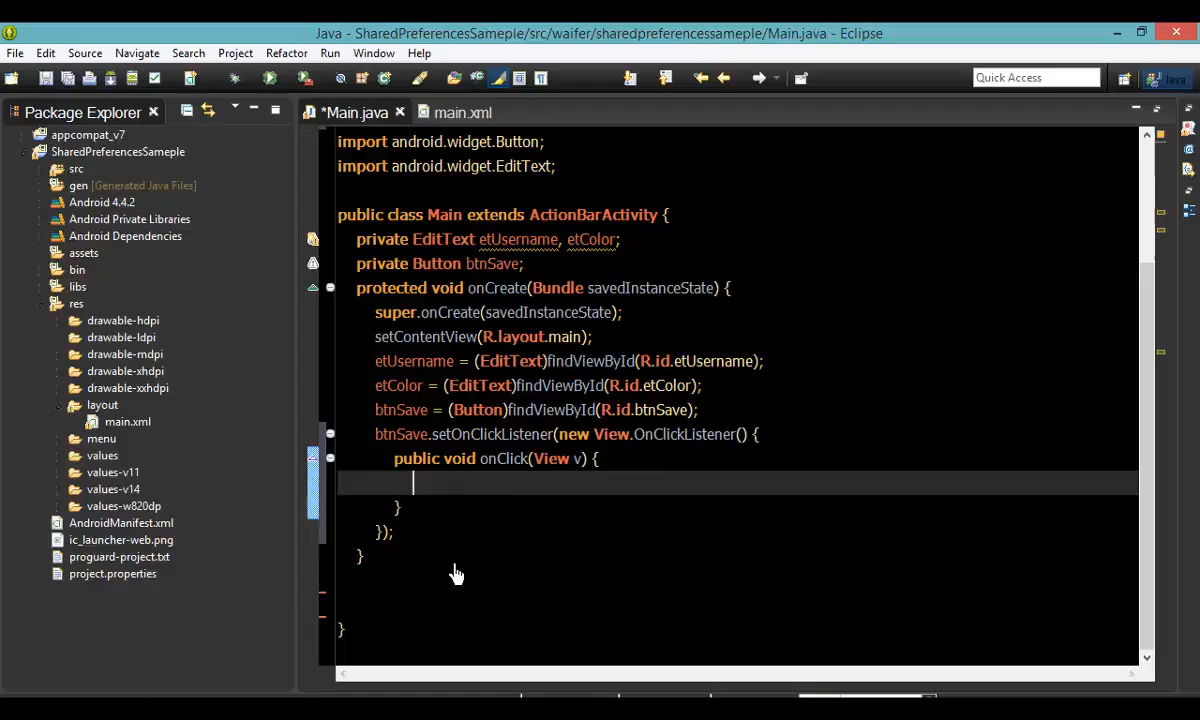 Java - SharedPreferencesSameple/src/waifer/sharedpreferencessameple/Main.java - Eclipse
File Edit Source Navigate Search Project Refactor Run Window Help
Quick Access
Java
Package Explorer
*Main.java
main.xml
appcompat_v7
SharedPreferencesSameple
src
gen [Generated Java Files]
Android 4.4.2
Android Private Libraries
Android Dependencies
assets
bin
libs
res
drawable-hdpi
drawable-ldpi
drawable-mdpi
drawable-xhdpi
drawable-xxhdpi
layout
main.xml
menu
values
values-v11
values-v14
values-w820dp
AndroidManifest.xml
ic_launcher-web.png
proguard-project.txt
project.properties
import android.widget.Button;
import android.widget.EditText;
public class Main extends ActionBarActivity {
private EditText etUsername, etColor;
private Button btnSave;
protected void onCreate(Bundle savedInstanceState) {
super.onCreate(savedInstanceState);
setContentView(R.layout.main);
etUsername = (EditText)findViewById(R.id.etUsername);
etColor = (EditText)findViewById(R.id.etColor);
btnSave = (Button)findViewById(R.id.btnSave);
btnSave.setOnClickListener(new View.OnClickListener() {
public void onClick(View v) {
}
});
}
}